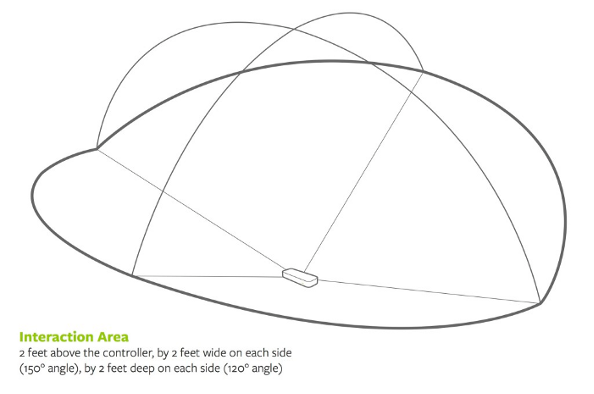 Interaction Area
2 feet above the controller, by 2 feet wide on each side
(150° angle), by 2 feet deep on each side (120° angle)